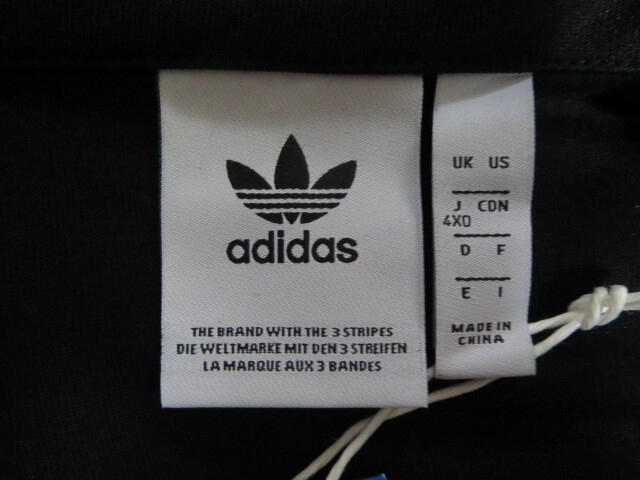 adidas
THE BRAND WITH THE 3 STRIPES
DIE WELTMARKE MIT DEN 3 STREIFEN
LA MARQUE AUX 3 BANDES
UK US
J CDN
4XO
D F
E I
MADE IN
CHINA